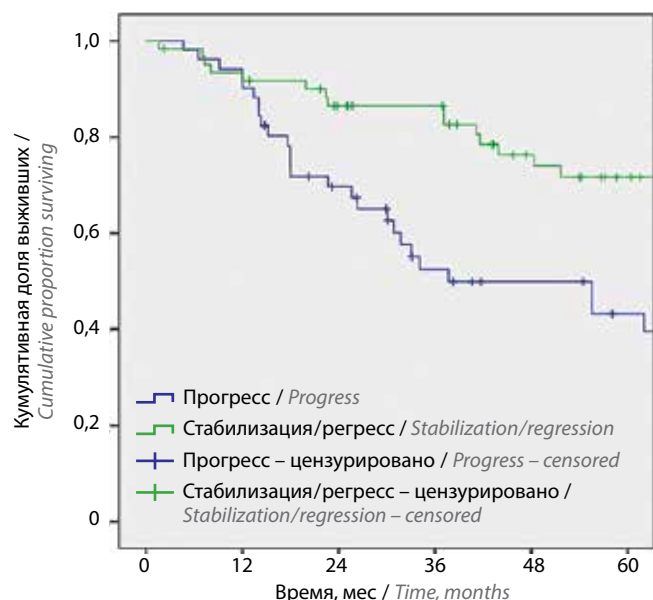 Кумулятивная доля выживших /
Cumulative proportion surviving
1,0
0,8
0,6
0,4
0,2
0
Прогресс / Progress
Стабилизация/регресс / Stabilization/regression
Прогресс – цензурировано / Progress – censored
Стабилизация/регресс – цензурировано /
Stabilization/regression – censored
0 12 24 36 48 60
Время, мес / Time, months